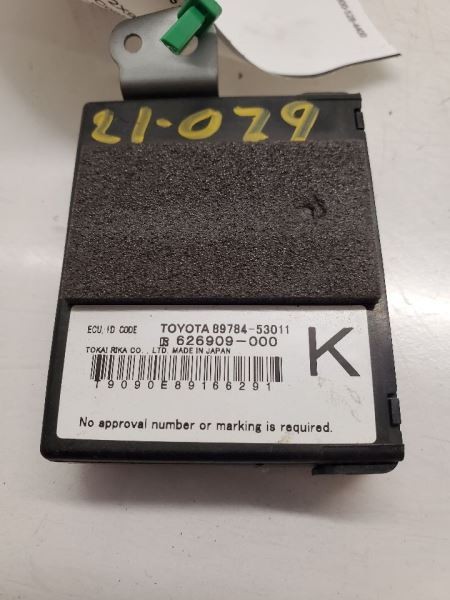 21-079
ECU, ID CODE TOYOTA 89784-53011
626909-000 K
TOKAI RIKA CO., LTD. MADE IN JAPAN
T9090E89166291
No approval number or marking is required.